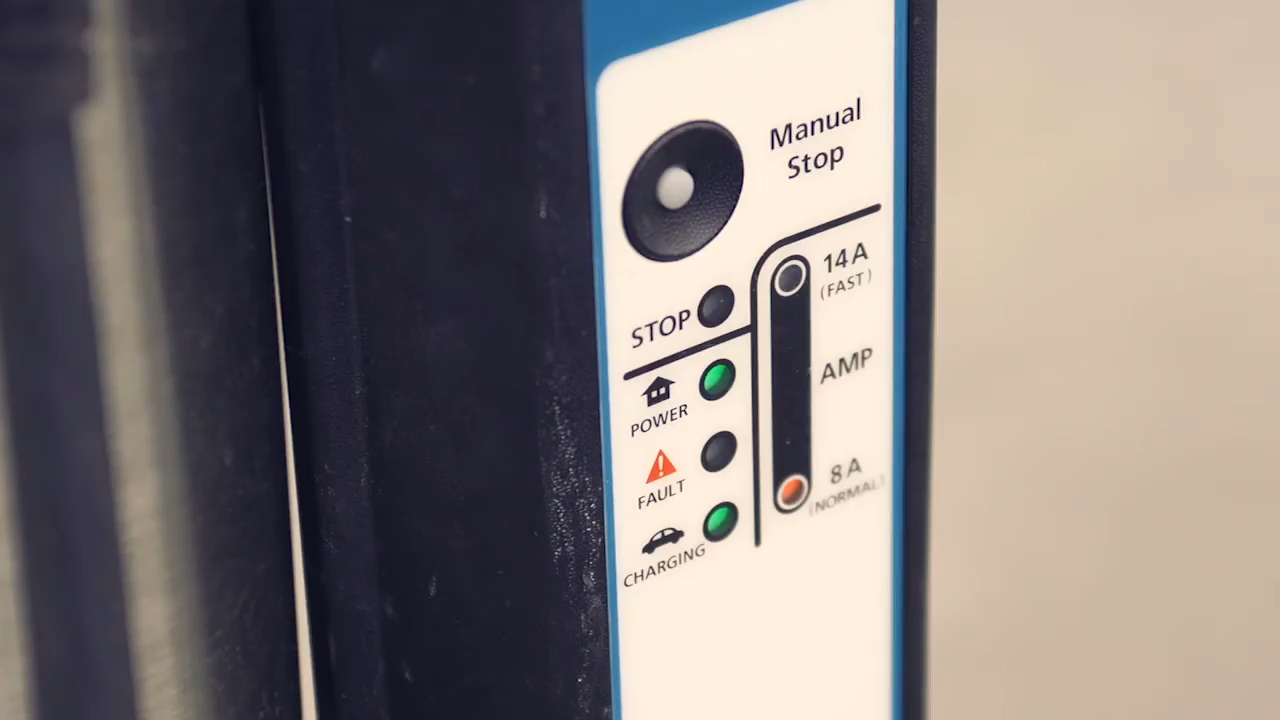 Manual
Stop
14A
(FAST)
STOP
AMP
POWER
8A
(NORMAL)
FAULT
CHARGING